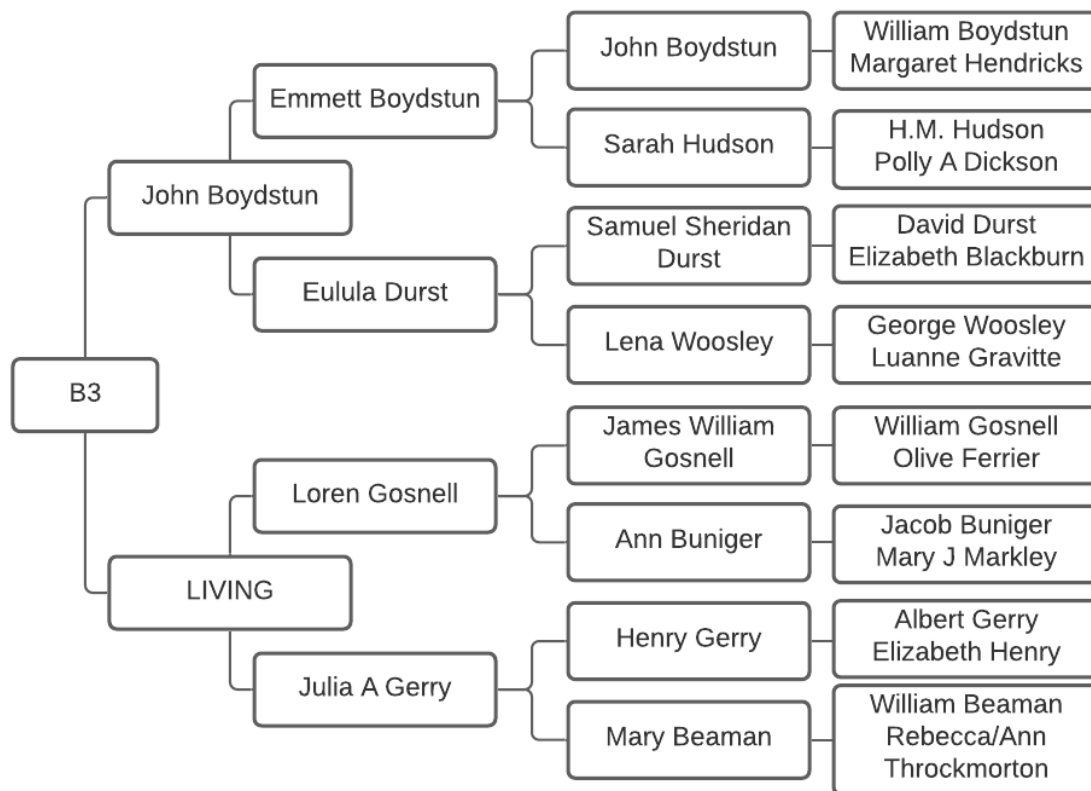 B3
John Boydstun
LIVING
Emmett Boydstun
Eulula Durst
Loren Gosnell
Julia A Gerry
John Boydstun
Sarah Hudson
Samuel Sheridan
Durst
Lena Woosley
James William
Gosnell
Ann Buniger
Henry Gerry
Mary Beaman
William Boydstun
Margaret Hendricks
H.M. Hudson
Polly A Dickson
David Durst
Elizabeth Blackburn
George Woosley
Luanne Gravitte
William Gosnell
Olive Ferrier
Jacob Buniger
Mary J Markley
Albert Gerry
Elizabeth Henry
William Beaman
Rebecca/Ann
Throckmorton